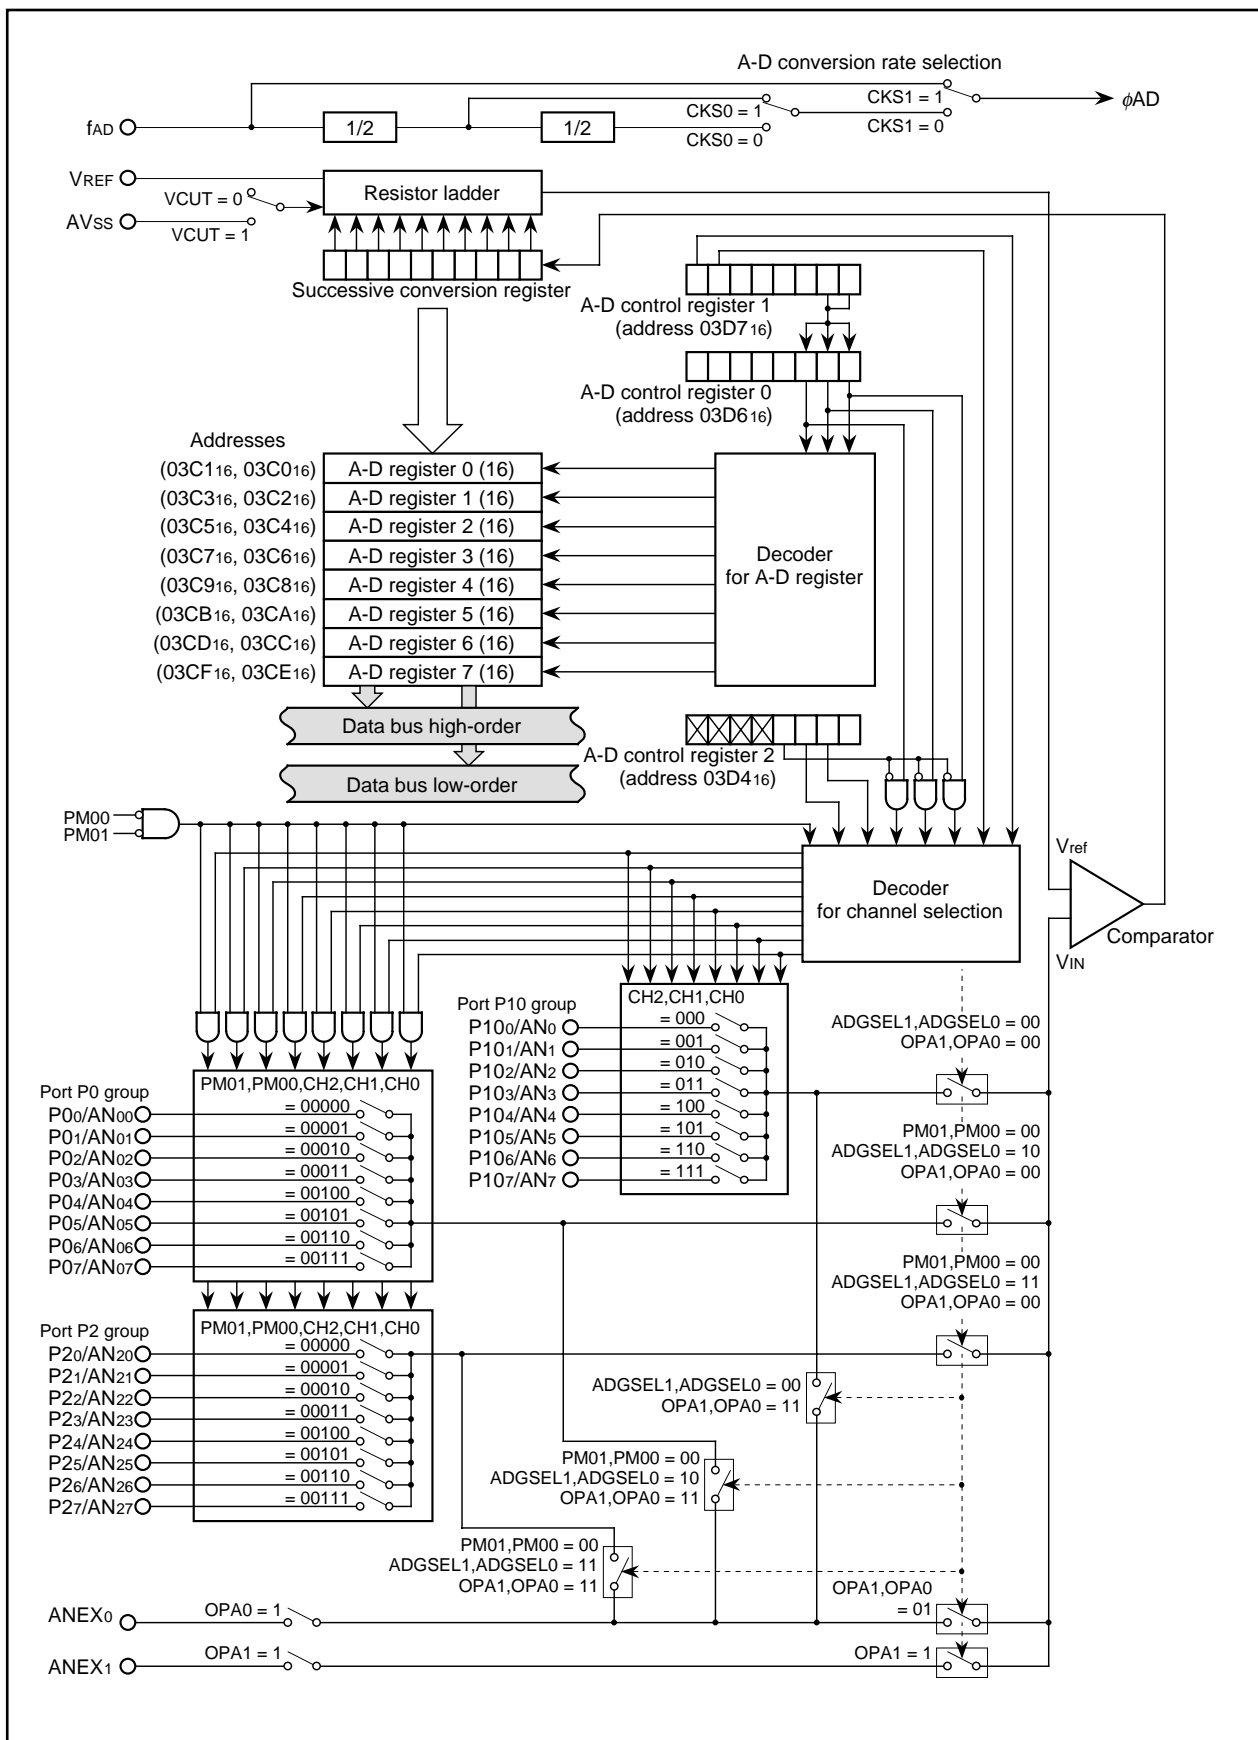 A-D conversion rate selection
CKS0 = 1
CKS1 = 1
φAD
fAD
1/2
1/2
CKS0 = 0
CKS1 = 0
VREF
VCUT = 0
Resistor ladder
AVSS
VCUT = 1
Successive conversion register
A-D control register 1
(address 03D716)
A-D control register 0
(address 03D616)
Addresses
(03C116, 03C016)
A-D register 0 (16)
(03C316, 03C216)
A-D register 1 (16)
(03C516, 03C416)
A-D register 2 (16)
(03C716, 03C616)
A-D register 3 (16)
(03C916, 03C816)
A-D register 4 (16)
(03CB16, 03CA16)
A-D register 5 (16)
(03CD16, 03CC16)
A-D register 6 (16)
(03CF16, 03CE16)
A-D register 7 (16)
Decoder
for A-D register
Data bus high-order
Data bus low-order
A-D control register 2
(address 03D416)
PM00
PM01
Decoder
for channel selection
Vref
VIN
Comparator
Port P10 group
CH2,CH1,CH0
P100/AN0
= 000
P101/AN1
= 001
P102/AN2
= 010
P103/AN3
= 011
P104/AN4
= 100
P105/AN5
= 101
P106/AN6
= 110
P107/AN7
= 111
ADGSEL1,ADGSEL0 = 00
OPA1,OPA0 = 00
Port P0 group
PM01,PM00,CH2,CH1,CH0
P00/AN00
= 00000
P01/AN01
= 00001
P02/AN02
= 00010
P03/AN03
= 00011
P04/AN04
= 00100
P05/AN05
= 00101
P06/AN06
= 00110
P07/AN07
= 00111
PM01,PM00 = 00
ADGSEL1,ADGSEL0 = 10
OPA1,OPA0 = 00
PM01,PM00 = 00
ADGSEL1,ADGSEL0 = 11
OPA1,OPA0 = 00
Port P2 group
PM01,PM00,CH2,CH1,CH0
P20/AN20
= 00000
P21/AN21
= 00001
P22/AN22
= 00010
P23/AN23
= 00011
P24/AN24
= 00100
P25/AN25
= 00101
P26/AN26
= 00110
P27/AN27
= 00111
ADGSEL1,ADGSEL0 = 00
OPA1,OPA0 = 11
PM01,PM00 = 00
ADGSEL1,ADGSEL0 = 10
OPA1,OPA0 = 11
PM01,PM00 = 00
ADGSEL1,ADGSEL0 = 11
OPA1,OPA0 = 11
ANEX0
OPA0 = 1
OPA1,OPA0
= 01
ANEX1
OPA1 = 1
OPA1 = 1